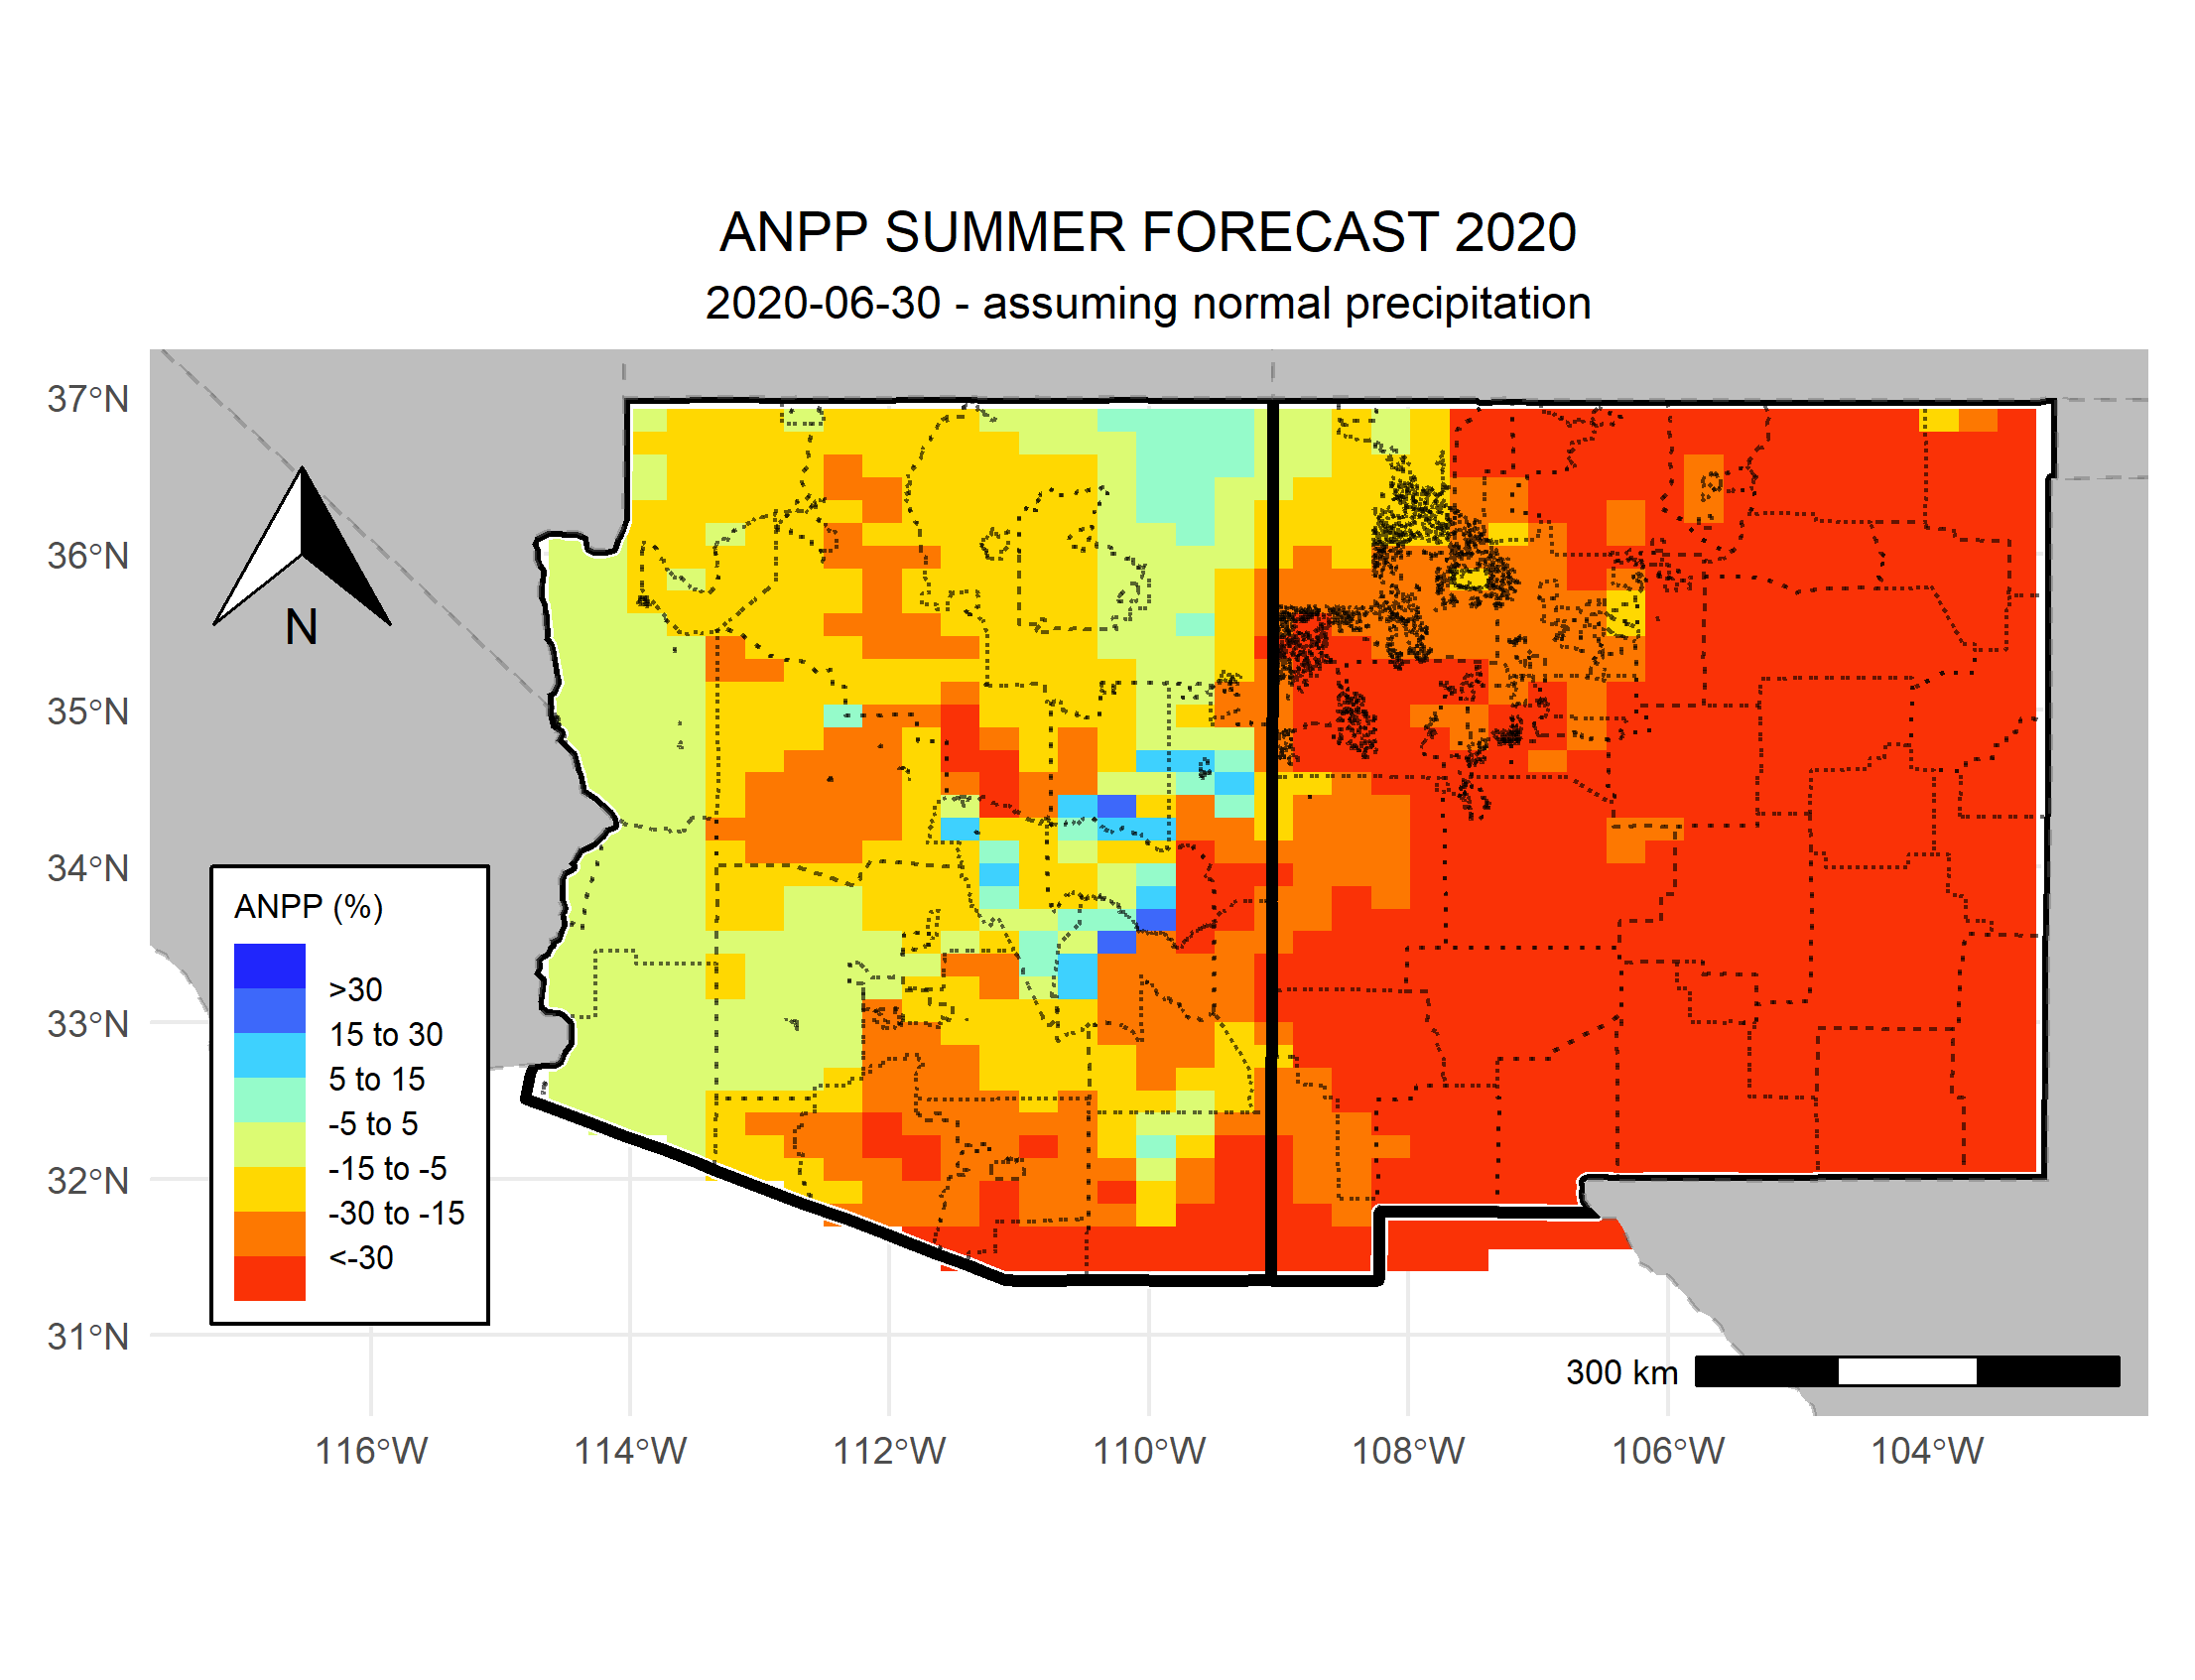 ANPP SUMMER FORECAST 2020
2020-06-30 - assuming normal precipitation
37°N
36°N
35°N
34°N
33°N
32°N
31°N
N
ANPP (%)
>30
15 to 30
5 to 15
-5 to 5
-15 to -5
-30 to -15
<-30
300 km
116°W
114°W
112°W
110°W
108°W
106°W
104°W